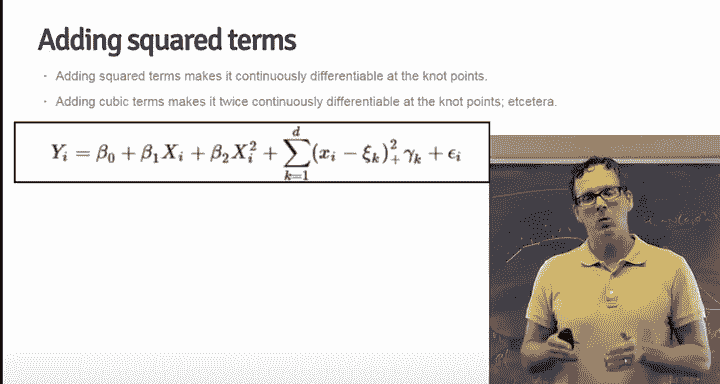 Adding squared terms
· Adding squared terms makes it continuously differentiable at the knot points.
· Adding cubic terms makes it twice continuously differentiable at the knot points; etcetera.
Y_i = β_0 + β_1 X_i + β_2 X_i^2 + ∑_{k=1}^{d} (x_i − ξ_k)_+^2 γ_k + ϵ_i